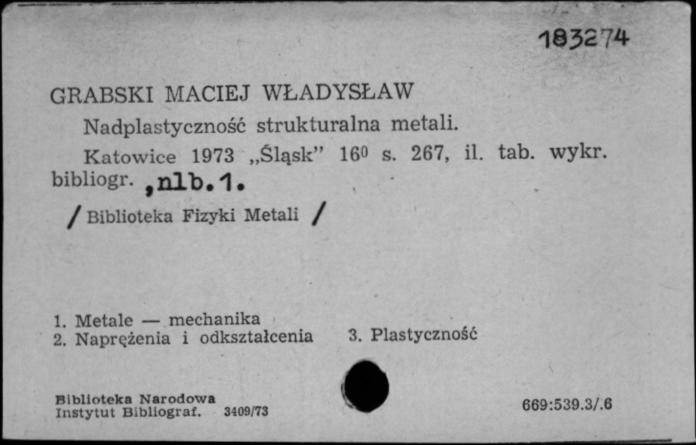 183274
GRABSKI MACIEJ WŁADYSŁAW
Nadplastyczność strukturalna metali.
Katowice 1973 „Śląsk” 16⁰ s. 267, il. tab. wykr.
bibliogr. ,nlb.1.
/ Biblioteka Fizyki Metali /
1. Metale — mechanika
2. Naprężenia i odkształcenia 3. Plastyczność
Biblioteka Narodowa
Instytut Bibliograf. 3409/73
669:539.3/.6